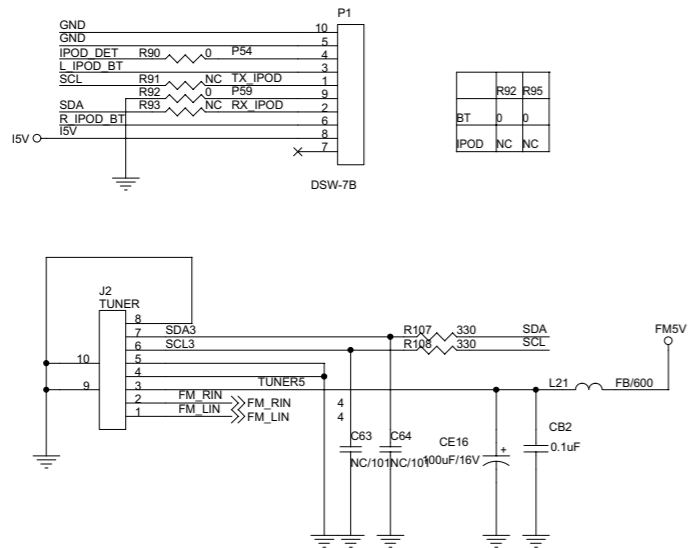 P1
GND 10
GND 5
IPOD_DET R90 0 P54 4
L_IPOD_BT 3
SCL R91 NC TX_IPOD 1
R92 0 P59 9
SDA R93 NC RX_IPOD 2
R_IPOD_BT 6
I5V I5V 8
7
DSW-7B
R92 R95
BT 0 0
IPOD NC NC
J2
TUNER
8
7 SDA3 R107 330 SDA
6 SCL3 R108 330 SCL
FM5V
10 5
4
9 3 TUNER5 L21 FB/600
2 FM_RIN FM_RIN 4
1 FM_LIN FM_LIN 4
C63 C64 CE16 CB2
NC/101 NC/101 100uF/16V + 0.1uF